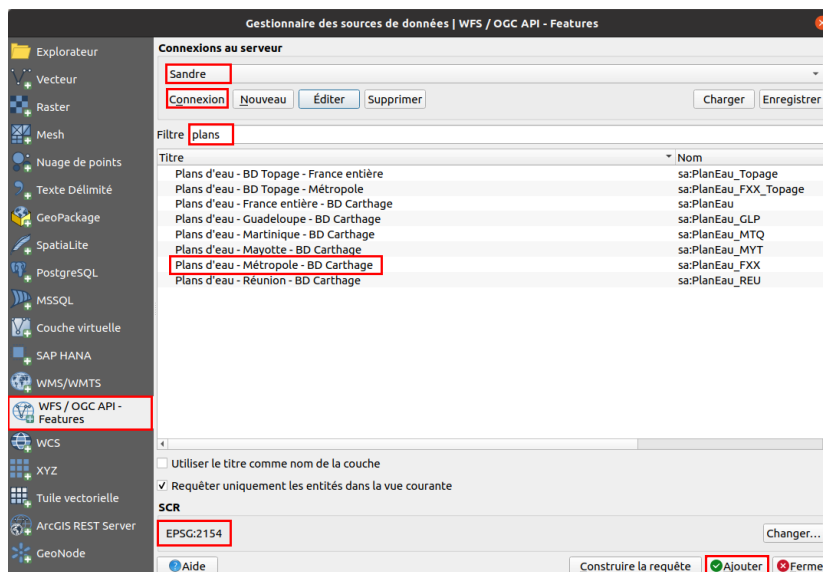 Gestionnaire des sources de données | WFS / OGC API - Features
Explorateur
Vecteur
Raster
Mesh
Nuage de points
Texte Délimité
GeoPackage
SpatiaLite
PostgreSQL
MSSQL
Couche virtuelle
SAP HANA
WMS/WMTS
WFS / OGC API -
Features
WCS
XYZ
Tuile vectorielle
ArcGIS REST Server
GeoNode
Connexions au serveur
Sandre
Connexion Nouveau Éditer Supprimer Charger Enregistrer
Filtre plans
Titre Nom
Plans d'eau - BD Topage - France entière sa:PlanEau_Topage
Plans d'eau - BD Topage - Métropole sa:PlanEau_FXX_Topage
Plans d'eau - France entière - BD Carthage sa:PlanEau
Plans d'eau - Guadeloupe - BD Carthage sa:PlanEau_GLP
Plans d'eau - Martinique - BD Carthage sa:PlanEau_MTQ
Plans d'eau - Mayotte - BD Carthage sa:PlanEau_MYT
Plans d'eau - Métropole - BD Carthage sa:PlanEau_FXX
Plans d'eau - Réunion - BD Carthage sa:PlanEau_REU
Utiliser le titre comme nom de la couche
Requêter uniquement les entités dans la vue courante
SCR
EPSG:2154 Changer...
Aide Construire la requête Ajouter Ferme